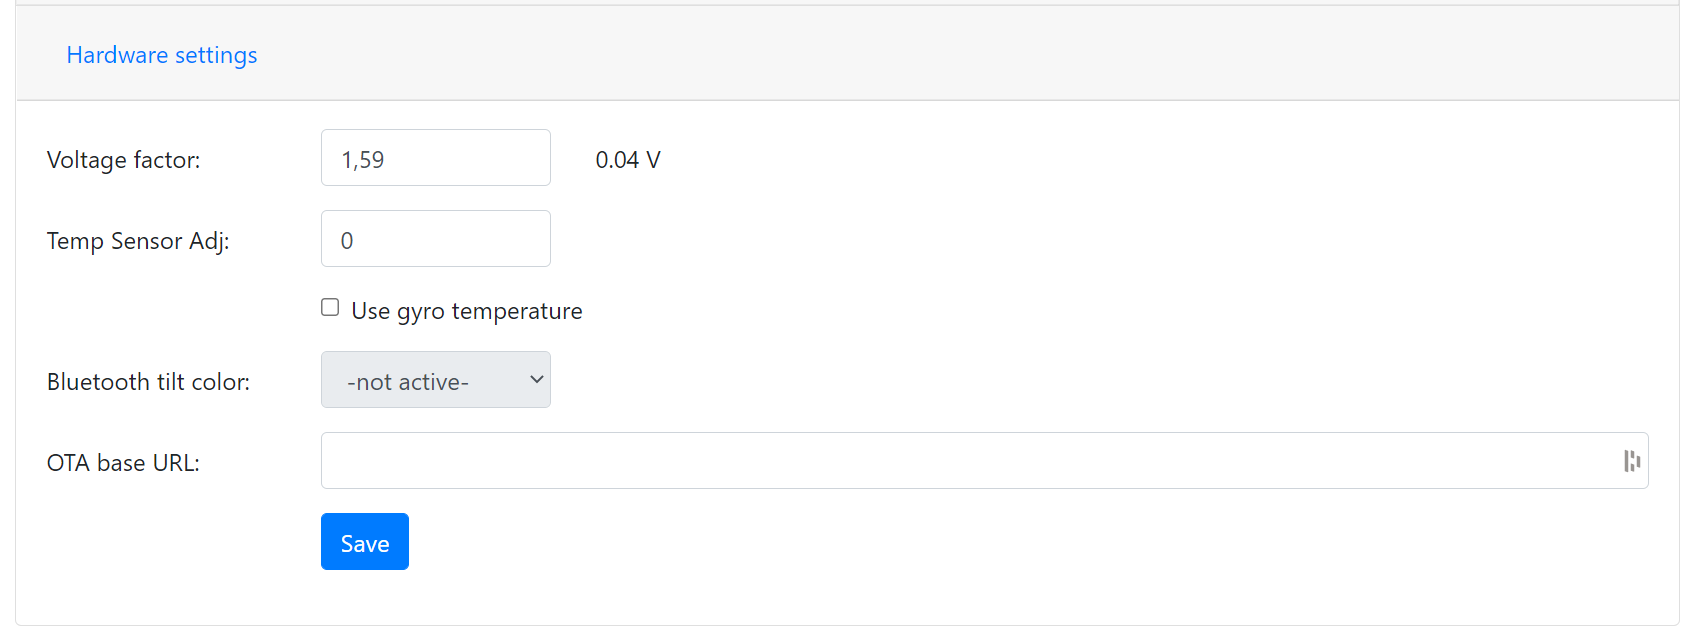 Hardware settings
Voltage factor: 1,59 0.04 V
Temp Sensor Adj: 0
Use gyro temperature
Bluetooth tilt color: -not active-
OTA base URL:
Save